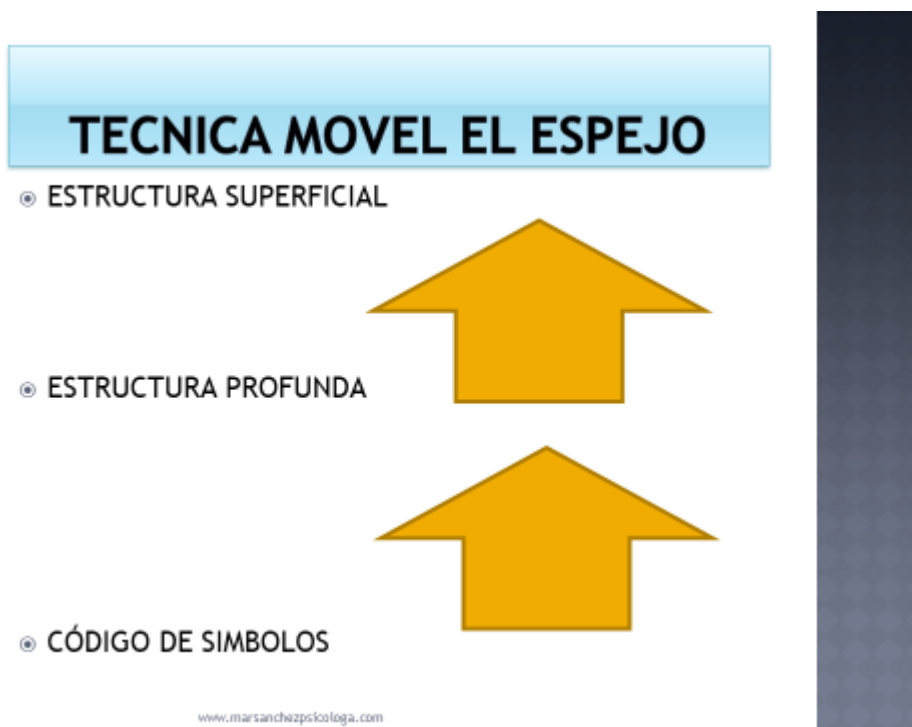 TECNICA MOVEL EL ESPEJO
ESTRUCTURA SUPERFICIAL
ESTRUCTURA PROFUNDA
CÓDIGO DE SIMBOLOS
www.marsanchezpsicologa.com